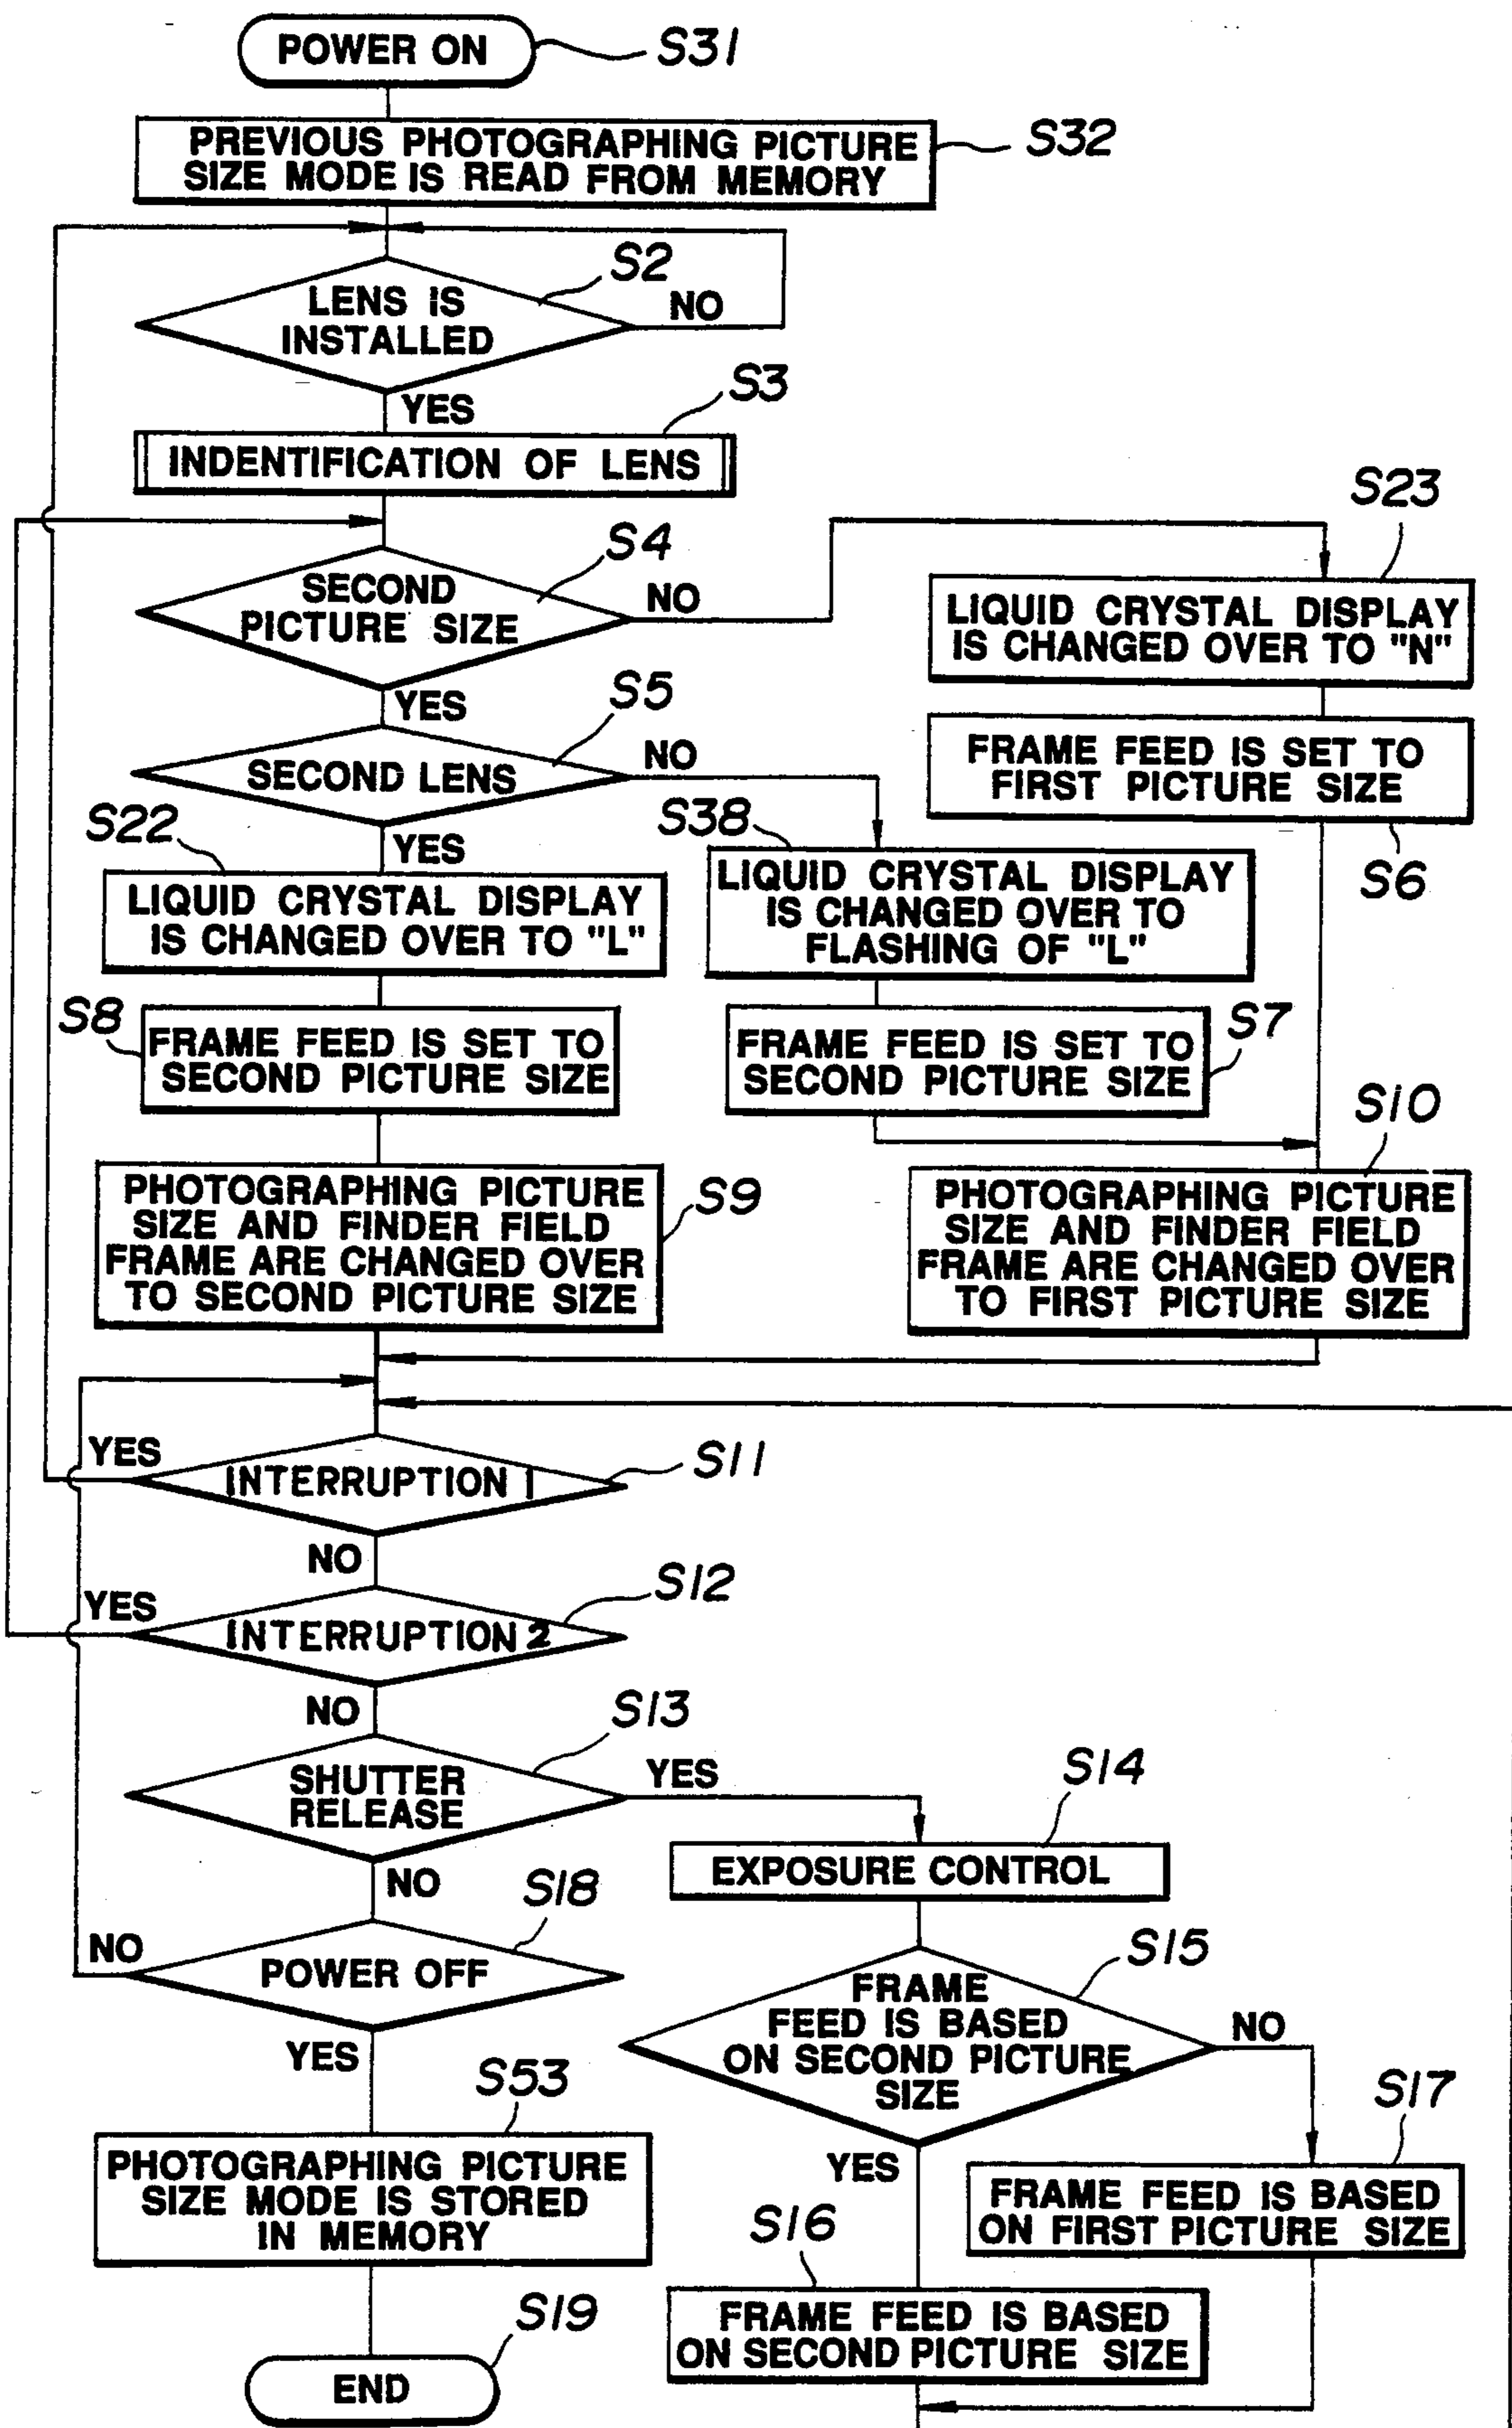 POWER ON
S31
PREVIOUS PHOTOGRAPHING PICTURE
SIZE MODE IS READ FROM MEMORY
S32
S2
LENS IS
INSTALLED
NO
YES
S3
INDENTIFICATION OF LENS
S4
SECOND
PICTURE SIZE
NO
YES
S23
LIQUID CRYSTAL DISPLAY
IS CHANGED OVER TO "N"
FRAME FEED IS SET TO
FIRST PICTURE SIZE
S6
S5
SECOND LENS
NO
YES
S22
LIQUID CRYSTAL DISPLAY
IS CHANGED OVER TO "L"
S38
LIQUID CRYSTAL DISPLAY
IS CHANGED OVER TO
FLASHING OF "L"
S8
FRAME FEED IS SET TO
SECOND PICTURE SIZE
S7
FRAME FEED IS SET TO
SECOND PICTURE SIZE
S9
PHOTOGRAPHING PICTURE
SIZE AND FINDER FIELD
FRAME ARE CHANGED OVER
TO SECOND PICTURE SIZE
S10
PHOTOGRAPHING PICTURE
SIZE AND FINDER FIELD
FRAME ARE CHANGED OVER
TO FIRST PICTURE SIZE
YES
INTERRUPTION 1
S11
NO
YES
INTERRUPTION 2
S12
NO
S13
SHUTTER
RELEASE
YES
NO
S14
EXPOSURE CONTROL
S18
NO
POWER OFF
YES
S15
FRAME
FEED IS BASED
ON SECOND PICTURE
SIZE
NO
YES
S53
PHOTOGRAPHING PICTURE
SIZE MODE IS STORED
IN MEMORY
S17
FRAME FEED IS BASED
ON FIRST PICTURE SIZE
S16
FRAME FEED IS BASED
ON SECOND PICTURE SIZE
S19
END